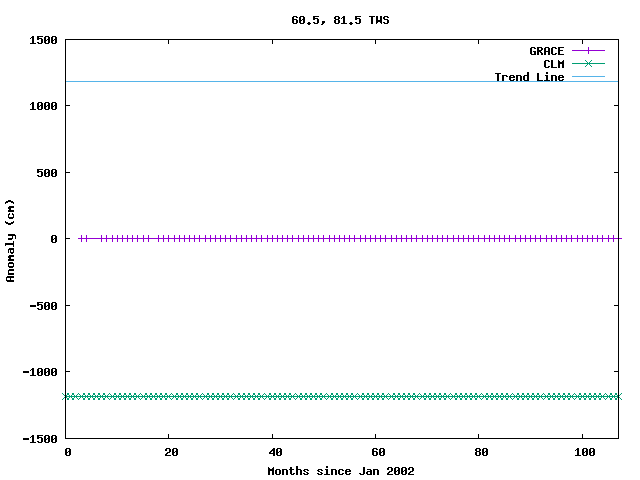 60.5, 81.5 TWS
1500
1000
500
0
-500
-1000
-1500
Anomaly (cm)
GRACE
CLM
Trend Line
0 20 40 60 80 100
Months since Jan 2002